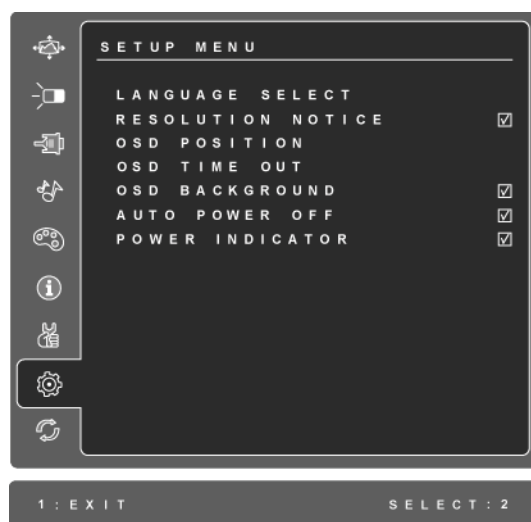 SETUP MENU
LANGUAGE SELECT
RESOLUTION NOTICE
OSD POSITION
OSD TIME OUT
OSD BACKGROUND
AUTO POWER OFF
POWER INDICATOR
1:EXIT SELECT:2